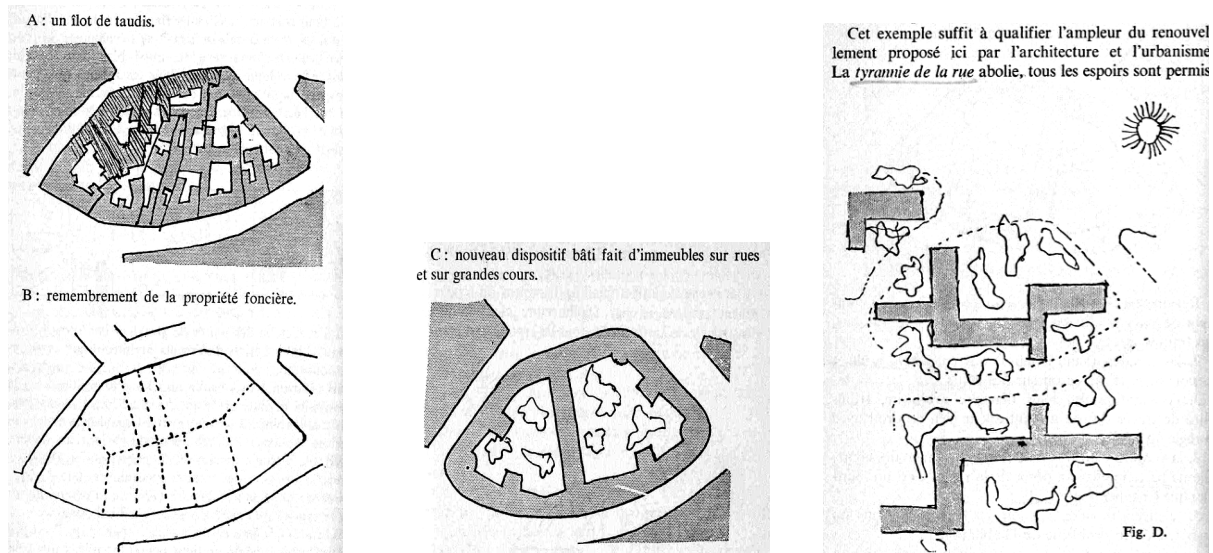 A : un îlot de taudis.
B : remembrement de la propriété foncière.
C : nouveau dispositif bâti fait d'immeubles sur rues
et sur grandes cours.
Cet exemple suffit à qualifier l'ampleur du renouvel
lement proposé ici par l'architecture et l'urbanisme
La tyrannie de la rue abolie, tous les espoirs sont permis
Fig. D.